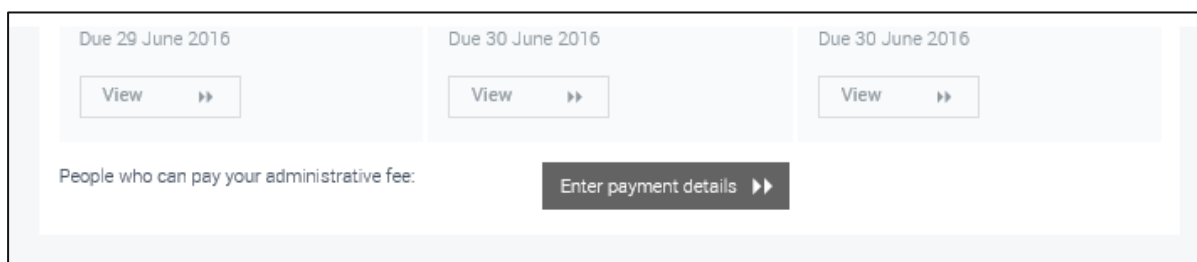 Due 29 June 2016
Due 30 June 2016
Due 30 June 2016
View
View
View
People who can pay your administrative fee:
Enter payment details